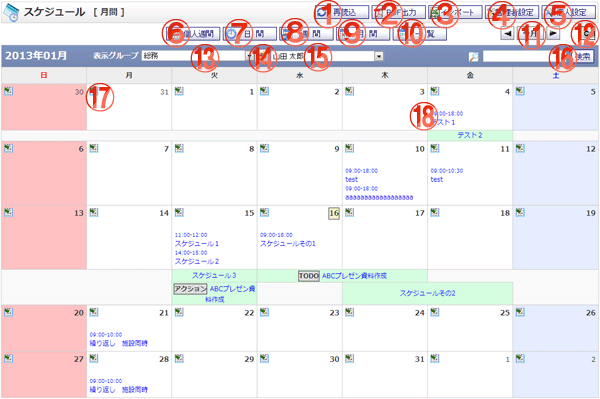 スケジュール [ 月間 ]
① 再読込 ② 出力 ③ ポート ④ 管理者設定 ⑤ 個人設定
⑥ 個人週間 ⑦ 日 間 ⑧ 間 ⑨ 間 ⑩ 一覧 ◀ ⑪ 月 ▶ ⑫
2013年01月 表示グループ 総務 ⑬ ⑭ 山田 太郎 ⑮ ⑯ 検索
日 月 火 水 木 金 土
30 ⑰ 31 1 2 3 4 5
⑱ 09:00-18:00
テスト1
テスト2
6 7 8 9 10 11 12
09:00-18:00 09:00-10:30
test test
09:00-18:00
aaaaaaaaaaaaaaaaa
13 14 15 16 17 18 19
11:00-12:00 09:00-16:00
スケジュール1 スケジュールその1
14:00-15:00
スケジュール2
スケジュール3 TODO ABCプレゼン資料作成
アクション ABCプレゼン資料作成 スケジュールその2
20 21 22 23 24 25 26
09:00-10:00
繰り返し 施設同時
27 28 29 30 31 1 2
09:00-10:00
繰り返し 施設同時